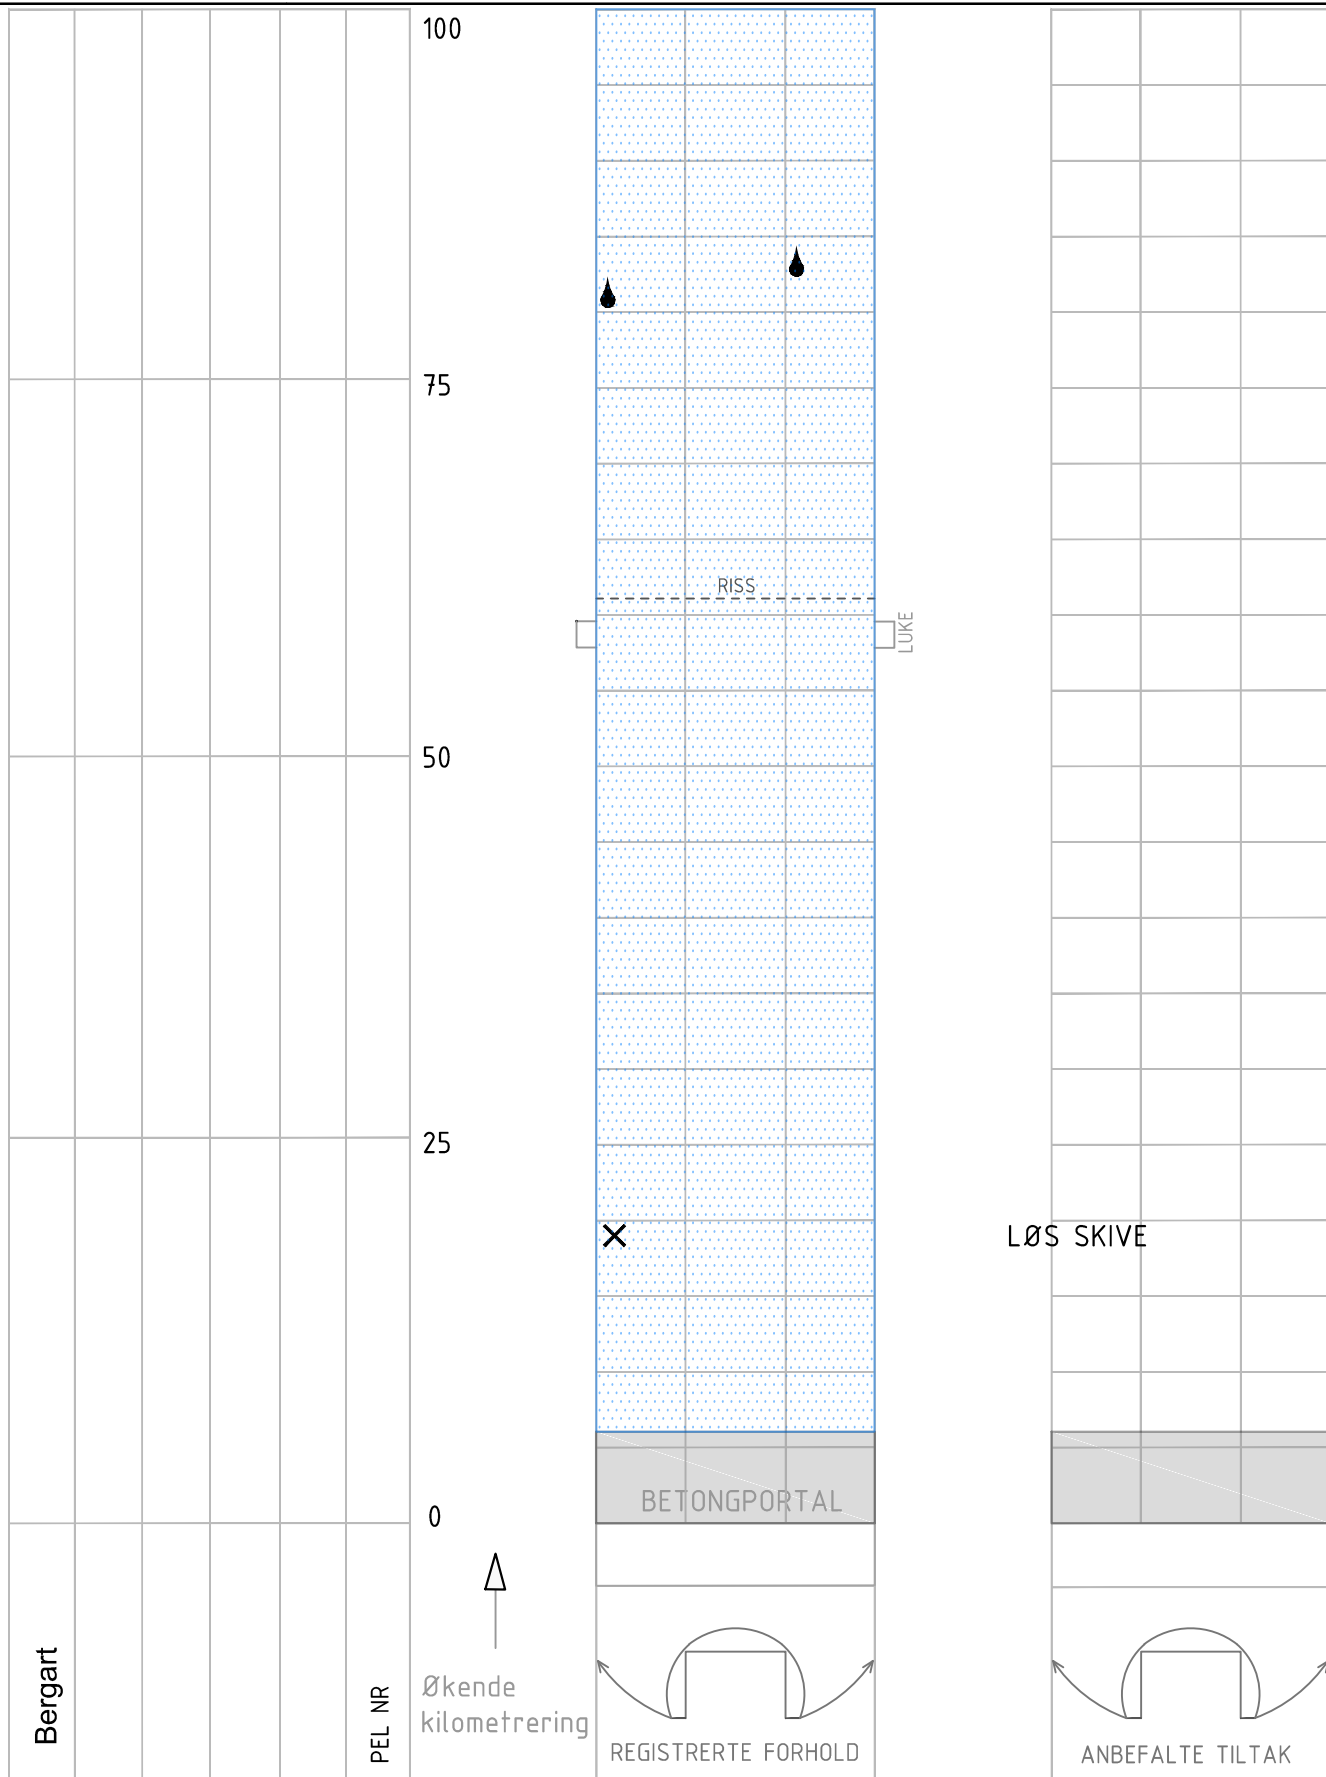 100
75
RISS
LUKE
50
25
LØS SKIVE
BETONGPORTAL
0
Bergart
PEL NR
Økende
kilometrering
REGISTRERTE FORHOLD
ANBEFALTE TILTAK